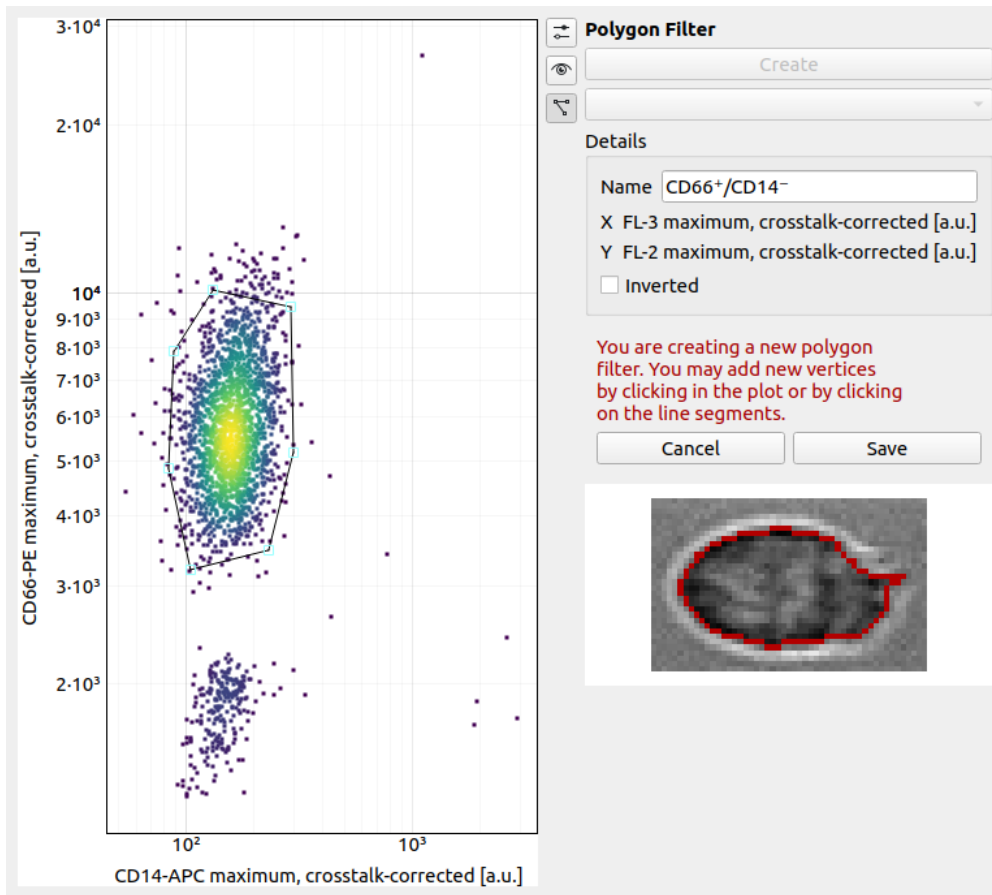 3·10⁴
2·10⁴
10⁴
9·10³
8·10³
7·10³
6·10³
5·10³
4·10³
3·10³
2·10³
CD66-PE maximum, crosstalk-corrected [a.u.]
10² 10³
CD14-APC maximum, crosstalk-corrected [a.u.]
Polygon Filter
Create
Details
Name CD66⁺/CD14⁻
X FL-3 maximum, crosstalk-corrected [a.u.]
Y FL-2 maximum, crosstalk-corrected [a.u.]
Inverted
You are creating a new polygon
filter. You may add new vertices
by clicking in the plot or by clicking
on the line segments.
Cancel Save